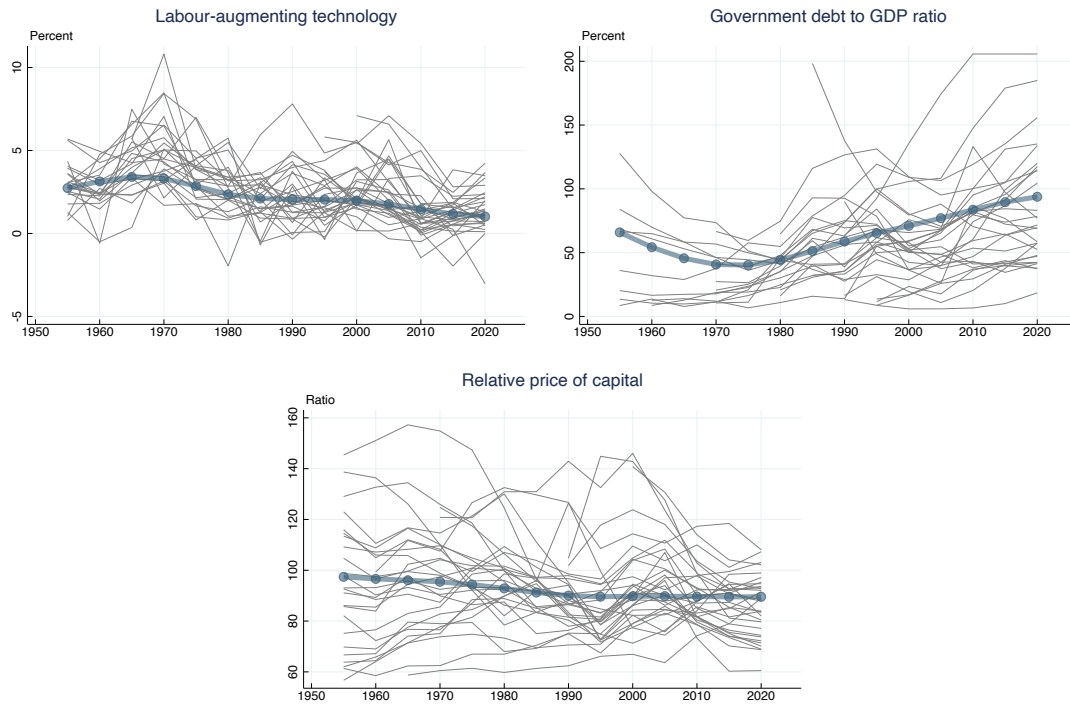 Labour-augmenting technology
Percent
10
5
0
-5
1950 1960 1970 1980 1990 2000 2010 2020
Government debt to GDP ratio
Percent
200
150
100
50
0
1950 1960 1970 1980 1990 2000 2010 2020
Relative price of capital
Ratio
160
140
120
100
80
60
1950 1960 1970 1980 1990 2000 2010 2020